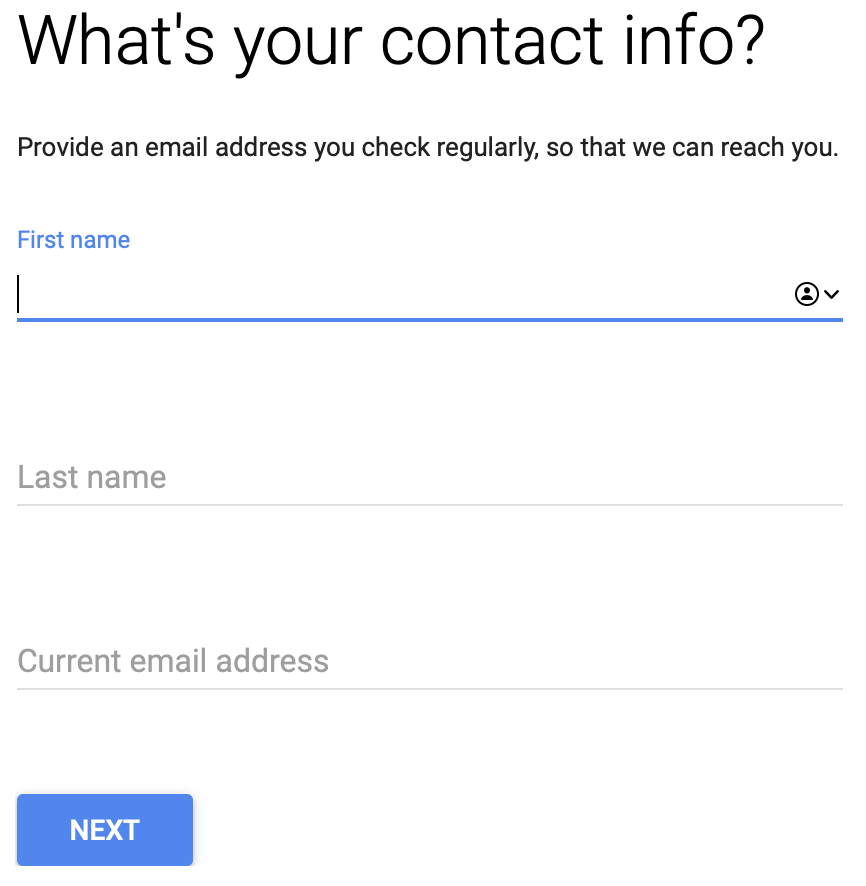 What's your contact info?
Provide an email address you check regularly, so that we can reach you.
First name
Last name
Current email address
NEXT